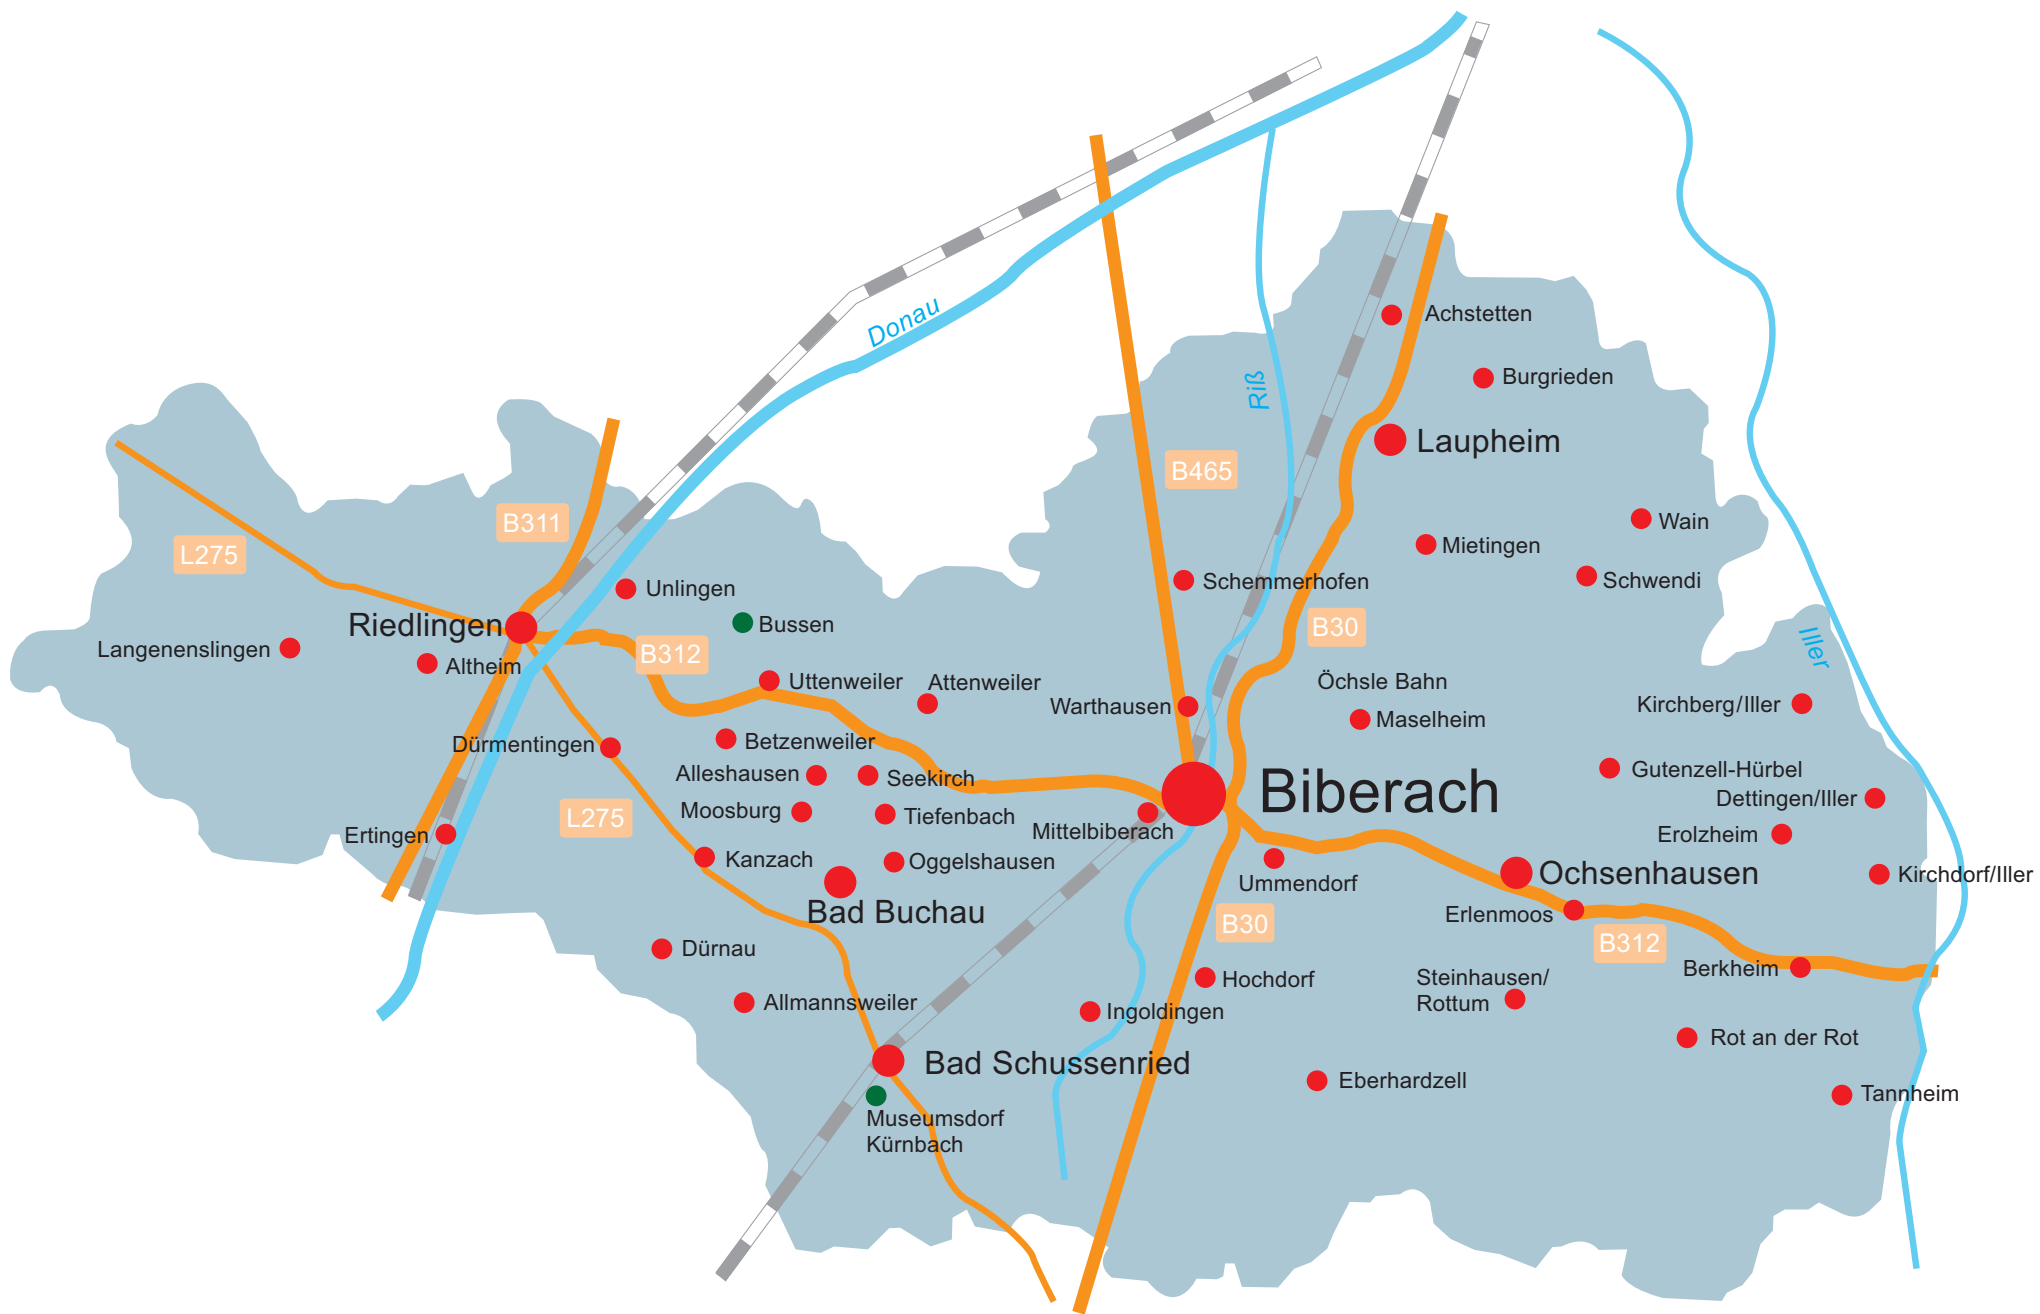 Donau
Achstetten
Riß
Burgrieden
Laupheim
B465
B311
Wain
L275
Mietingen
Schwendi
Schemmerhofen
Unlingen
Bussen
Riedlingen
B30
Iller
Langenenslingen
Altheim
B312
Uttenweiler
Attenweiler
Öchsle Bahn
Warthausen
Maselheim
Kirchberg/Iller
Dürmentingen
Betzenweiler
Alleshausen
Seekirch
Gutenzell-Hürbel
Biberach
Dettingen/Iller
Moosburg
Tiefenbach
L275
Mittelbiberach
Ertingen
Erolzheim
Kanzach
Oggelshausen
Ummendorf
Ochsenhausen
Kirchdorf/Iller
Bad Buchau
Erlenmoos
B30
B312
Dürnau
Berkheim
Hochdorf
Steinhausen/
Rottum
Allmannsweiler
Ingoldingen
Rot an der Rot
Bad Schussenried
Eberhardzell
Tannheim
Museumsdorf
Kürnbach